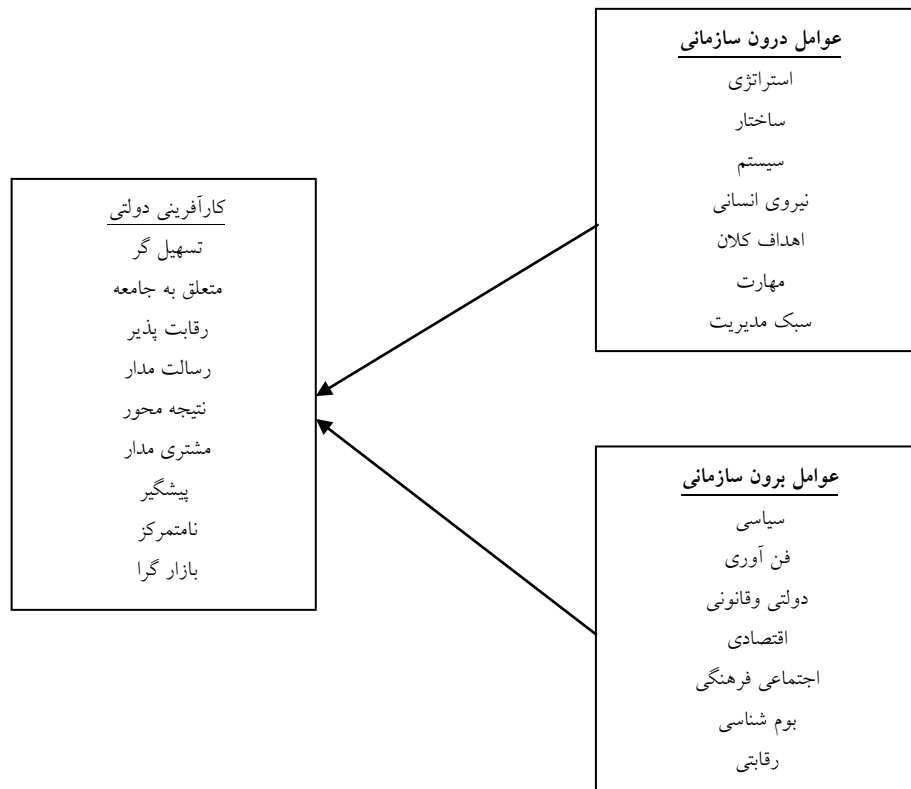 عوامل درون سازمانی
استراتژی
ساختار
سیستم
نیروی انسانی
اهداف کلان
مهارت
سبک مدیریت
کارآفرینی دولتی
تسهیل گر
متعلق به جامعه
رقابت پذیر
رسالت مدار
نتیجه محور
مشتری مدار
پیشگیر
نامتمرکز
بازار گرا
عوامل برون سازمانی
سیاسی
فن آوری
دولتی وقانونی
اقتصادی
اجتماعی فرهنگی
بوم شناسی
رقابتی